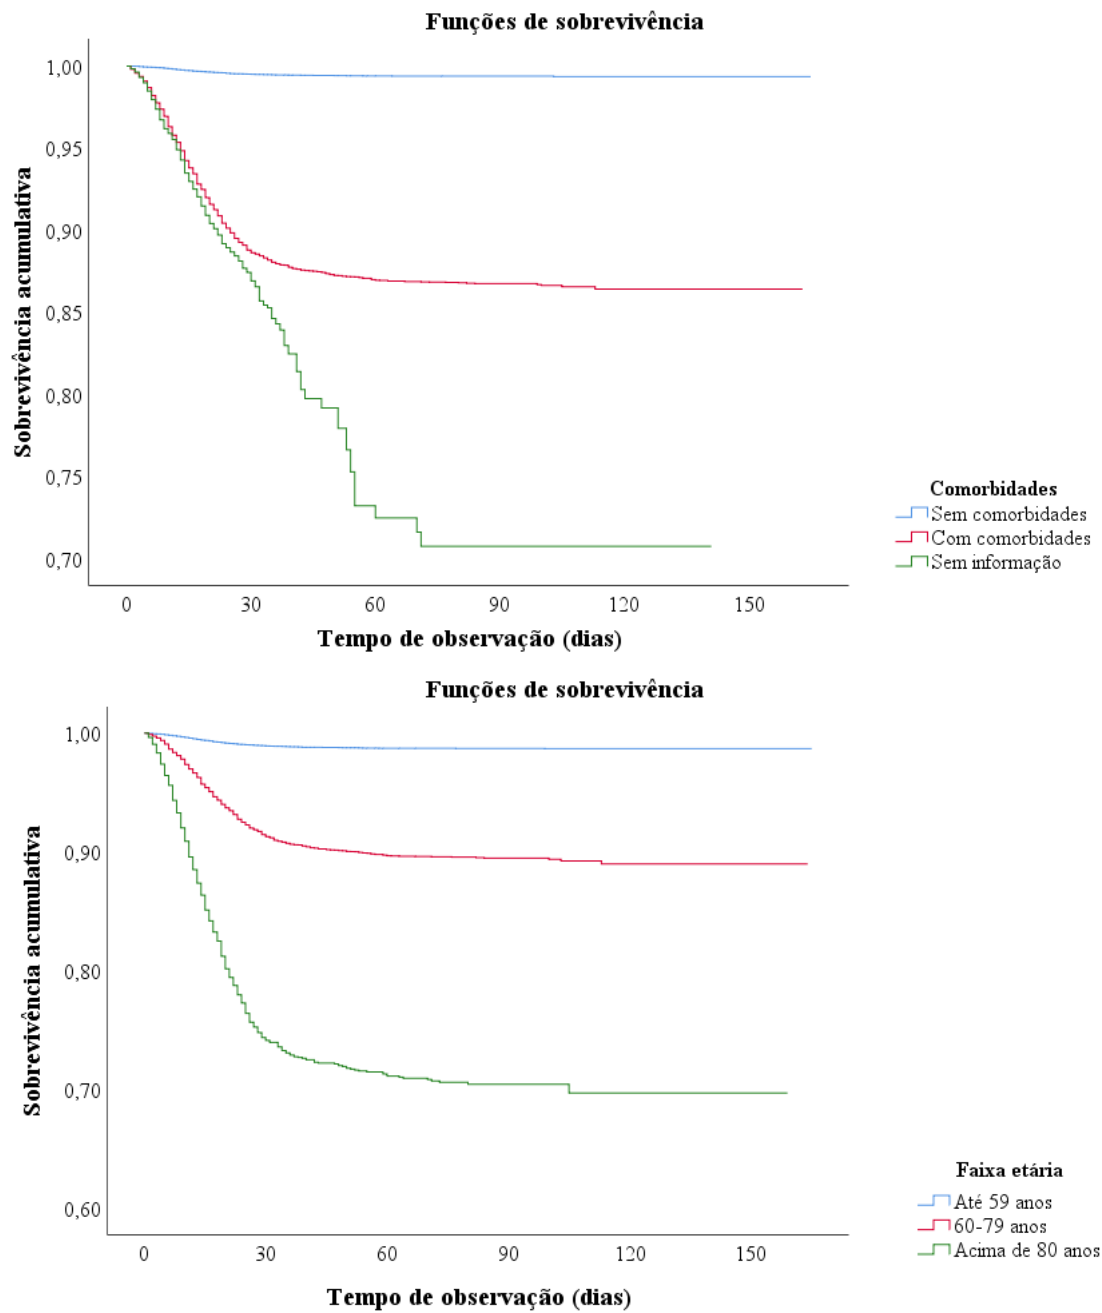 Funções de sobrevivência
Sobrevivência acumulativa
1,00
0,95
0,90
0,85
0,80
0,75
0,70
0
30
60
90
120
150
Tempo de observação (dias)
Comorbidades
Sem comorbidades
Com comorbidades
Sem informação
Funções de sobrevivência
Sobrevivência acumulativa
1,00
0,90
0,80
0,70
0,60
0
30
60
90
120
150
Tempo de observação (dias)
Faixa etária
Até 59 anos
60-79 anos
Acima de 80 anos